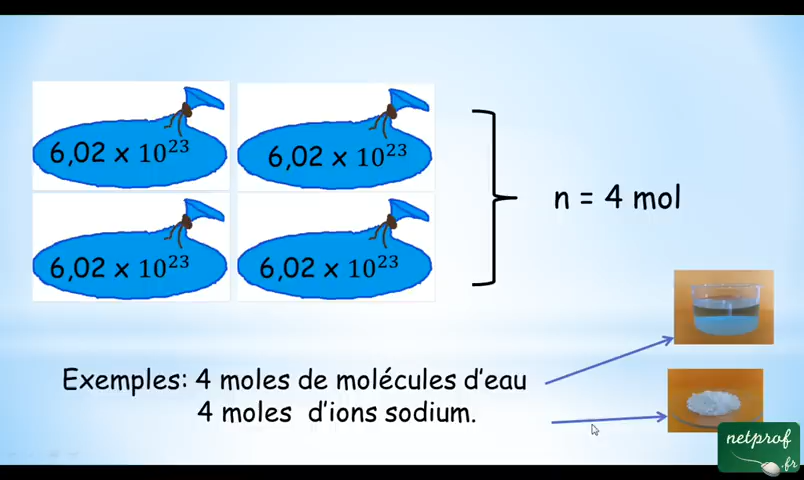 6,02 x 10²³
6,02 x 10²³
6,02 x 10²³
6,02 x 10²³
n = 4 mol
Exemples: 4 moles de molécules d'eau
4 moles d'ions sodium.
netprof
.fr